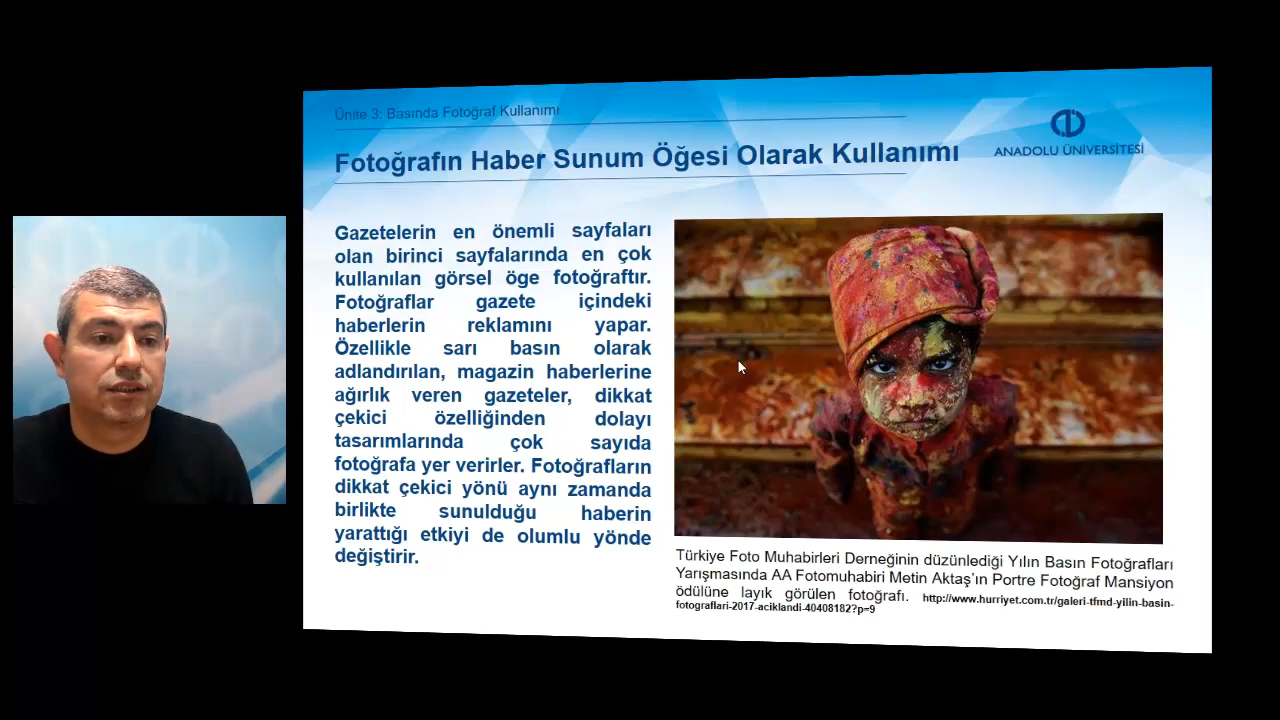 Ünite 3: Basında Fotoğraf Kullanımı
Fotoğrafın Haber Sunum Öğesi Olarak Kullanımı
ANADOLU ÜNİVERSİTESİ
Gazetelerin en önemli sayfaları
olan birinci sayfalarında en çok
kullanılan görsel öge fotoğraftır.
Fotoğraflar gazete içindeki
haberlerin reklamını yapar.
Özellikle sarı basın olarak
adlandırılan, magazin haberlerine
ağırlık veren gazeteler, dikkat
çekici özelliğinden dolayı
tasarımlarında çok sayıda
fotoğrafa yer verirler. Fotoğrafların
dikkat çekici yönü aynı zamanda
birlikte sunulduğu haberin
yarattığı etkiyi de olumlu yönde
değiştirir.
Türkiye Foto Muhabirleri Derneğinin düzünlediği Yılın Basın Fotoğrafları
Yarışmasında AA Fotomuhabiri Metin Aktaş'ın Portre Fotoğraf Mansiyon
ödülüne layık görülen fotoğrafı. http://www.hurriyet.com.tr/galeri-tfmd-yilin-basin-
fotograflari-2017-aciklandi-40408182?p=9